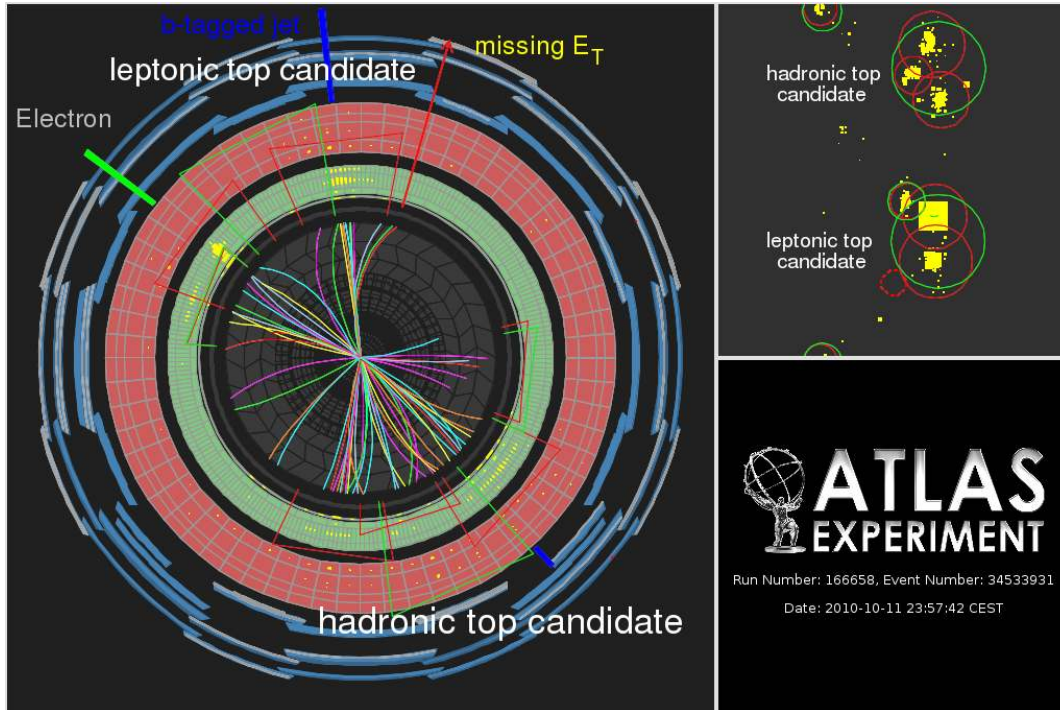 b-tagged jet
missing E_T
leptonic top candidate
Electron
hadronic top candidate
hadronic top
candidate
leptonic top
candidate
ATLAS
EXPERIMENT
Run Number: 166658, Event Number: 34533931
Date: 2010-10-11 23:57:42 CEST